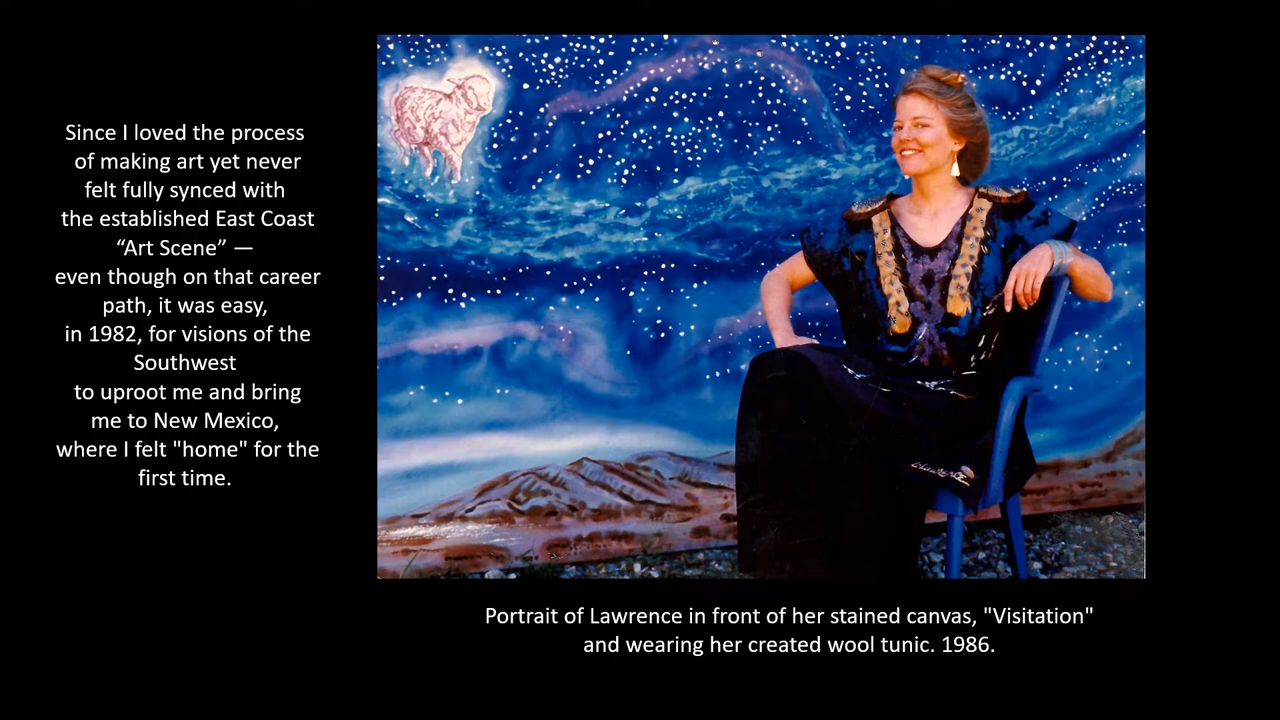 Since I loved the process
of making art yet never
felt fully synced with
the established East Coast
“Art Scene” —
even though on that career
path, it was easy,
in 1982, for visions of the
Southwest
to uproot me and bring
me to New Mexico,
where I felt "home" for the
first time.
Portrait of Lawrence in front of her stained canvas, "Visitation"
and wearing her created wool tunic. 1986.